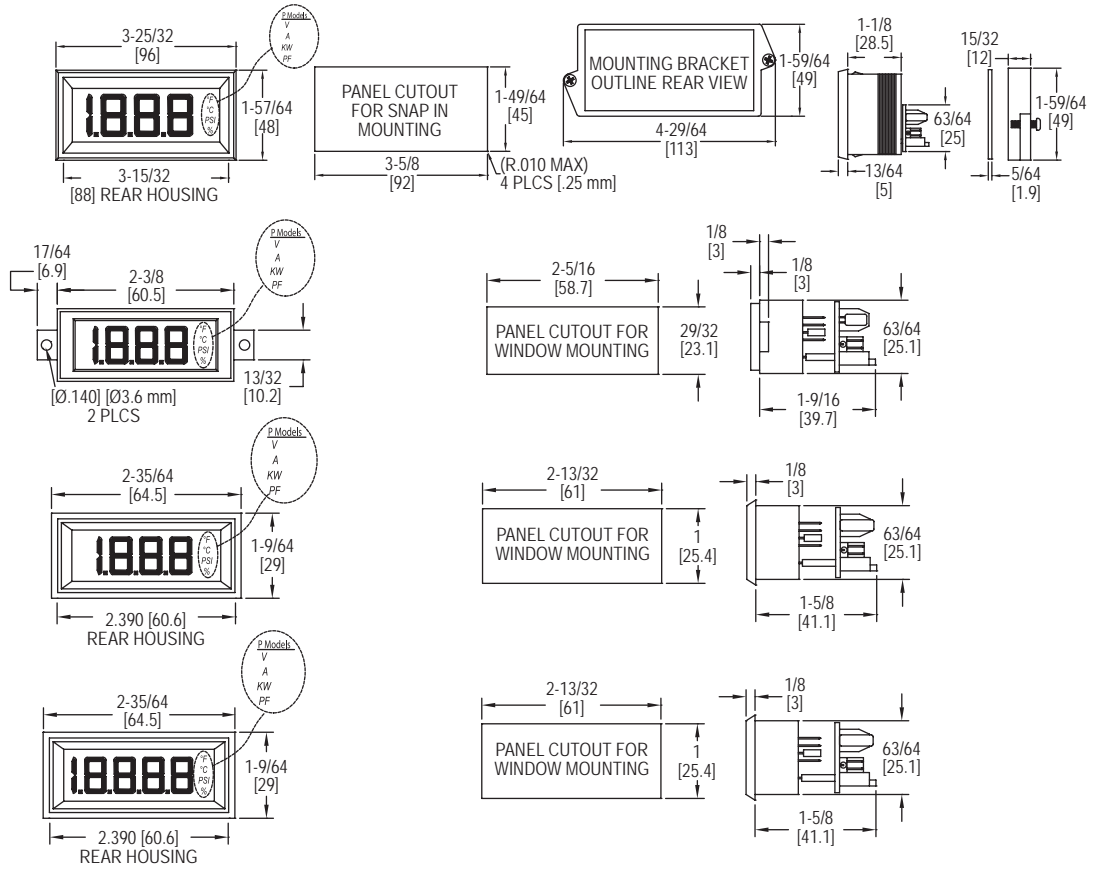 P Models
V
A
KW
PF
3-25/32
[96]
1.8.8.8
°F
°C
PSI
%
1-57/64
[48]
3-15/32
[88] REAR HOUSING
PANEL CUTOUT
FOR SNAP IN
MOUNTING
1-49/64
[45]
3-5/8
[92]
(R.010 MAX)
4 PLCS [.25 mm]
MOUNTING BRACKET
OUTLINE REAR VIEW
1-59/64
[49]
4-29/64
[113]
1-1/8
[28.5]
63/64
[25]
13/64
[5]
15/32
[12]
1-59/64
[49]
5/64
[1.9]
P Models
V
A
KW
PF
17/64
[6.9]
2-3/8
[60.5]
1.8.8.8
°F
°C
PSI
%
13/32
[10.2]
[Ø.140] [Ø3.6 mm]
2 PLCS
2-5/16
[58.7]
PANEL CUTOUT FOR
WINDOW MOUNTING
29/32
[23.1]
1/8
[3]
1/8
[3]
63/64
[25.1]
1-9/16
[39.7]
P Models
V
A
KW
PF
2-35/64
[64.5]
1.8.8.8
°F
°C
PSI
%
1-9/64
[29]
2.390 [60.6]
REAR HOUSING
2-13/32
[61]
PANEL CUTOUT FOR
WINDOW MOUNTING
1
[25.4]
1/8
[3]
63/64
[25.1]
1-5/8
[41.1]
P Models
V
A
KW
PF
2-35/64
[64.5]
1.8.8.8.8
°F
°C
PSI
%
1-9/64
[29]
2.390 [60.6]
REAR HOUSING
2-13/32
[61]
PANEL CUTOUT FOR
WINDOW MOUNTING
1
[25.4]
1/8
[3]
63/64
[25.1]
1-5/8
[41.1]